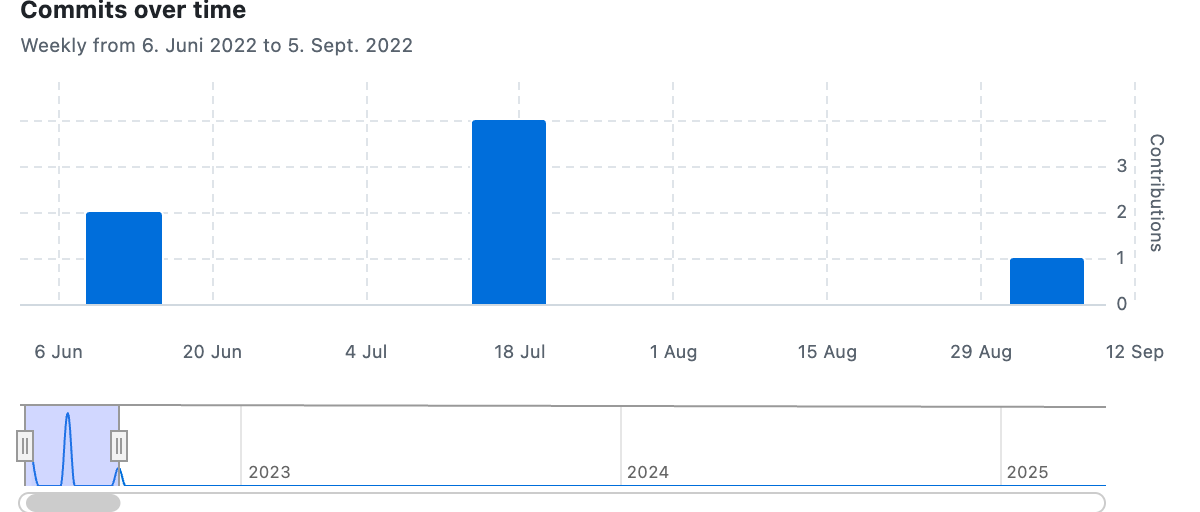 Commits over time
Weekly from 6. Juni 2022 to 5. Sept. 2022
3
2
1
0
Contributions
6 Jun 20 Jun 4 Jul 18 Jul 1 Aug 15 Aug 29 Aug 12 Sep
2023 2024 2025